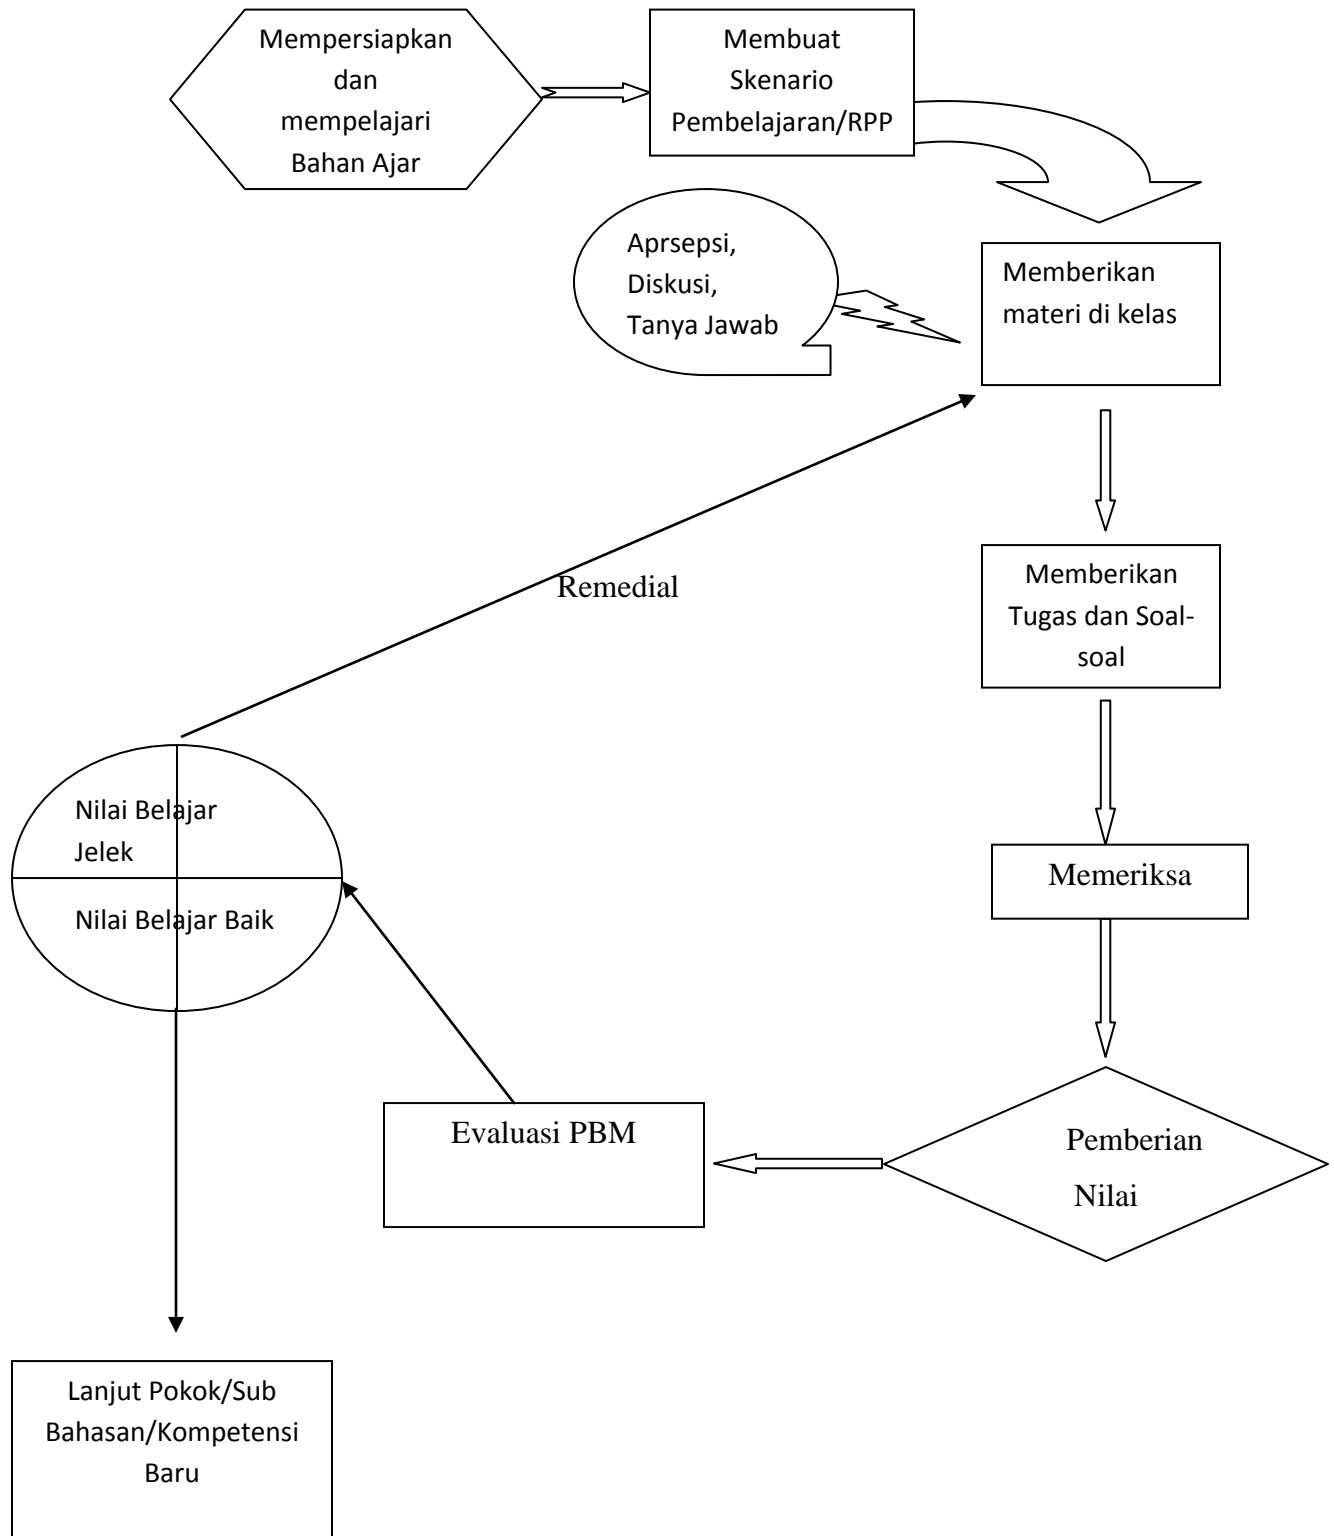 Mempersiapkan
dan
mempelajari
Bahan Ajar
Membuat
Skenario
Pembelajaran/RPP
Aprsepsi,
Diskusi,
Tanya Jawab
Memberikan
materi di kelas
Remedial
Memberikan
Tugas dan Soal-
soal
Nilai Belajar
Jelek
Nilai Belajar Baik
Memeriksa
Evaluasi PBM
Pemberian
Nilai
Lanjut Pokok/Sub
Bahasan/Kompetensi
Baru